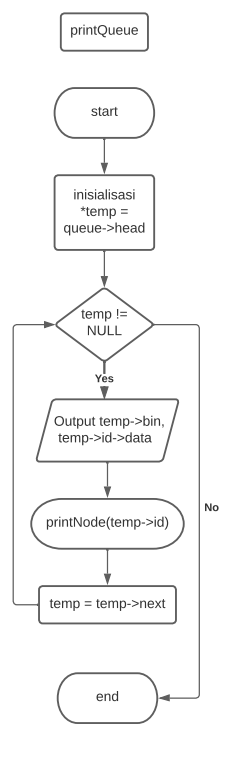 printQueue
start
inisialisasi
*temp =
queue->head
temp !=
NULL
Yes
Output temp->bin,
temp->id->data
No
printNode(temp->id)
temp = temp->next
end